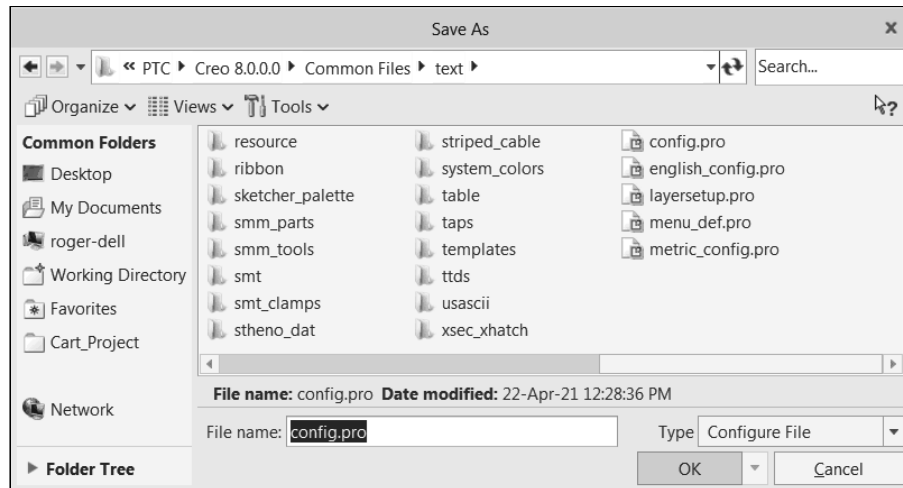 Save As
« PTC Creo 8.0.0.0 Common Files text
Search...
Organize Views Tools
Common Folders
Desktop
My Documents
roger-dell
Working Directory
Favorites
Cart_Project
Network
Folder Tree
resource
ribbon
sketcher_palette
smm_parts
smm_tools
smt
smt_clamps
stheno_dat
striped_cable
system_colors
table
taps
templates
ttds
usascii
xsec_xhatch
config.pro
english_config.pro
layersetup.pro
menu_def.pro
metric_config.pro
File name: config.pro Date modified: 22-Apr-21 12:28:36 PM
File name: config.pro
Type Configure File
OK
Cancel